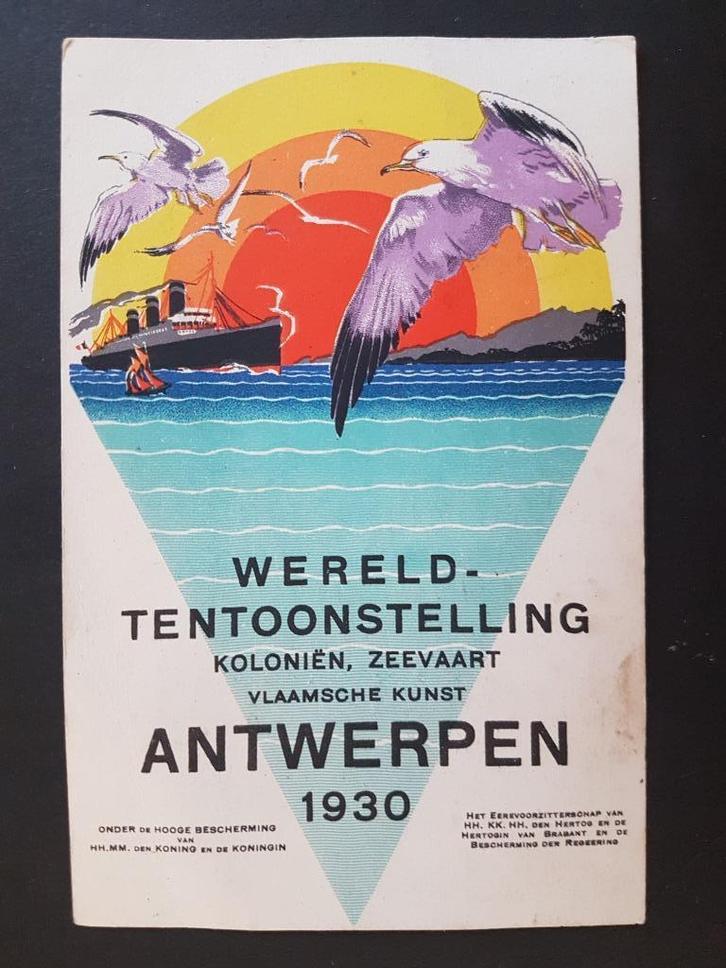 WERELD-
TENTOONSTELLING
KOLONIËN, ZEEVAART
VLAAMSCHE KUNST
ANTWERPEN
1930
ONDER DE HOOGE BESCHERMING
VAN
HH.MM. DEN KONING EN DE KONINGIN
HET EEREVOORZITTERSCHAP VAN
HH. KK. HH. DEN HERTOG EN DE
HERTOGIN VAN BRABANT EN DE
BESCHERMING DER REGEERING